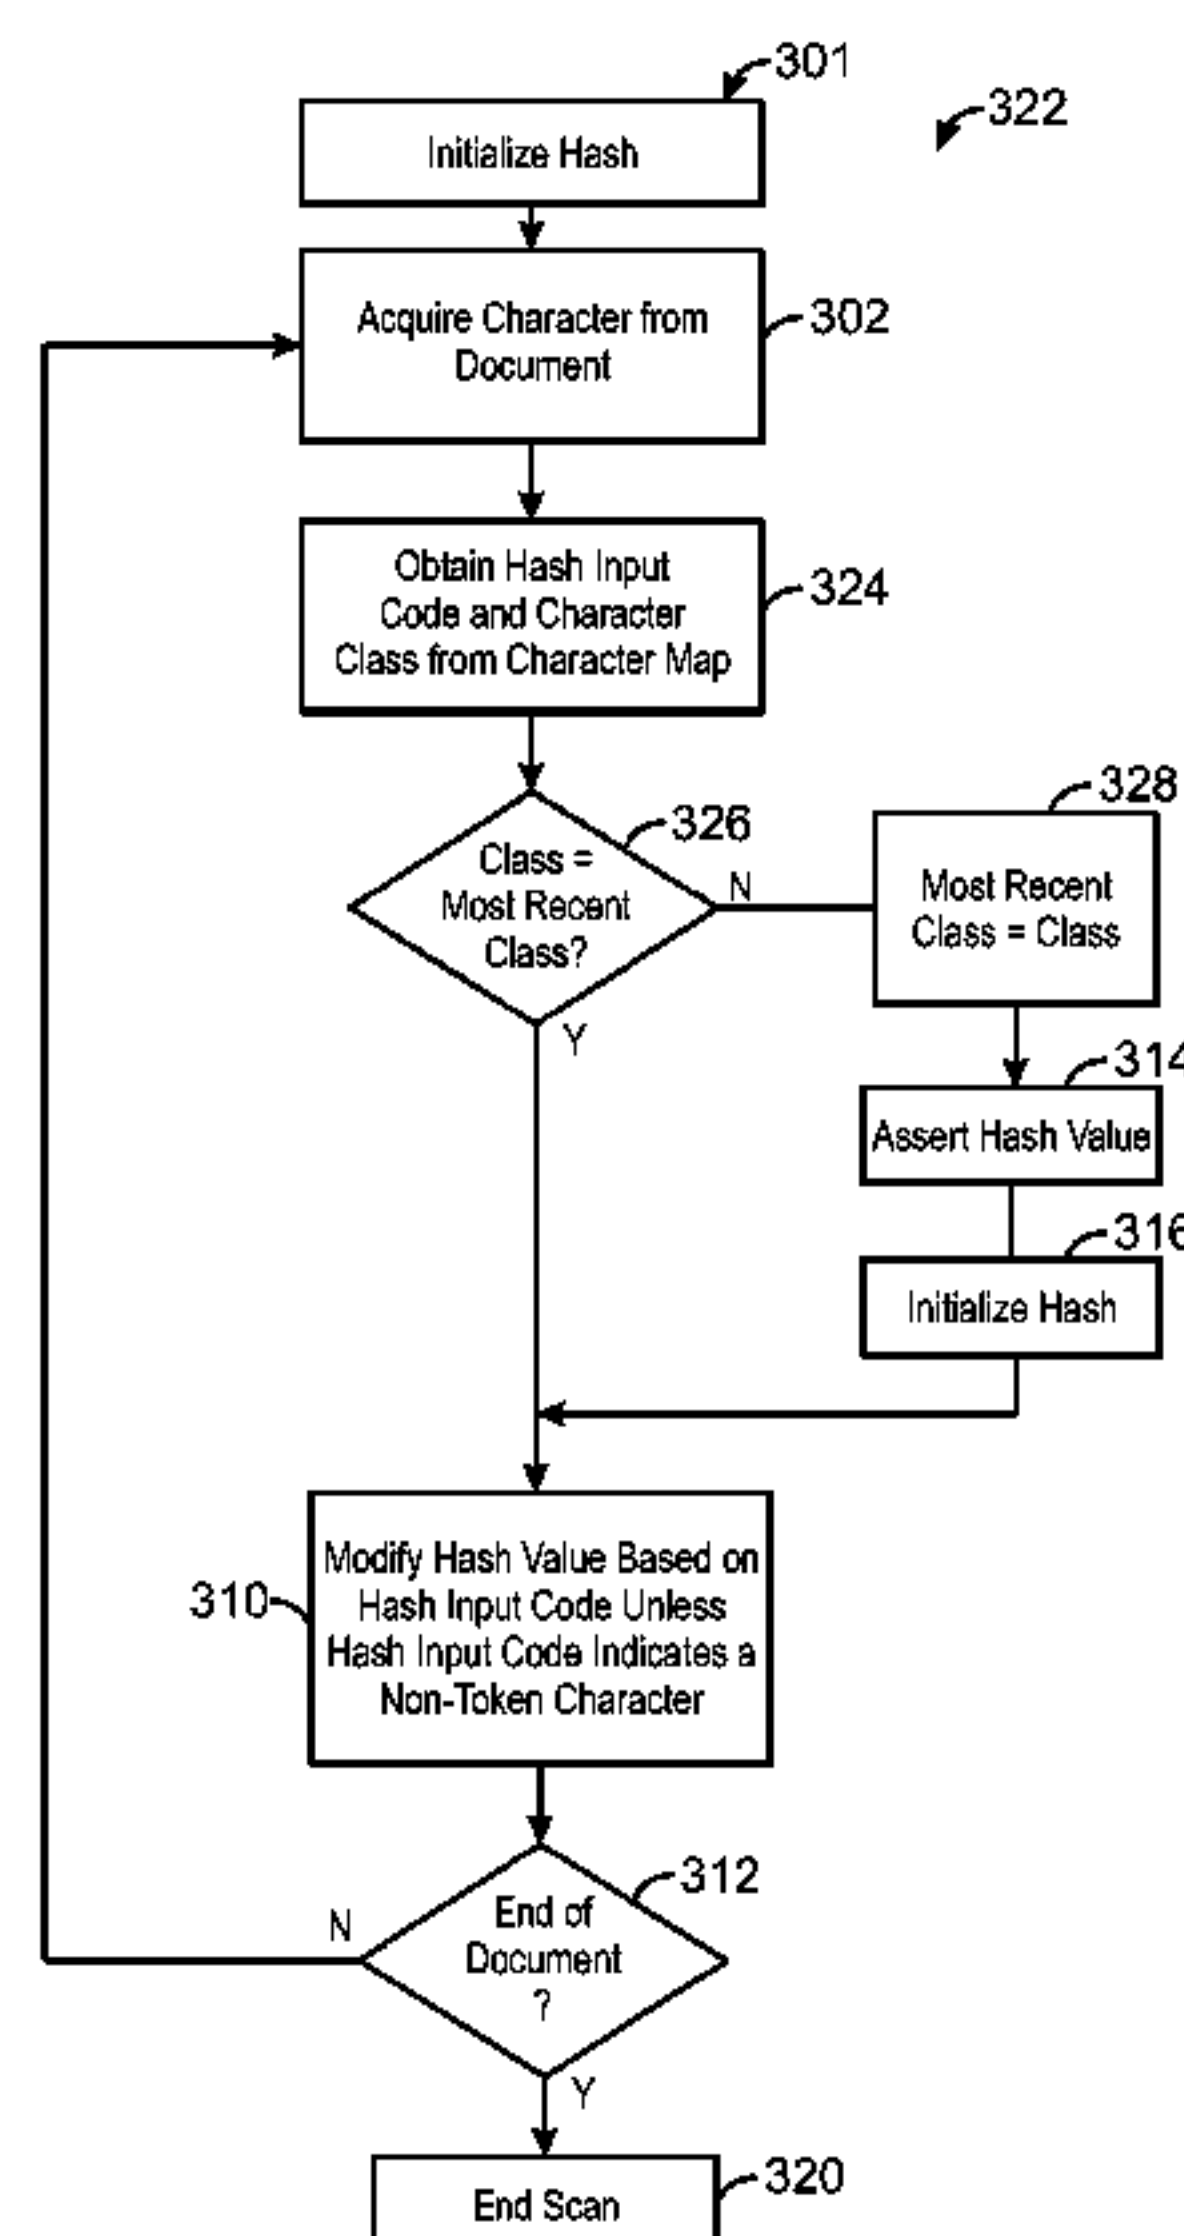 301
322
Initialize Hash
Acquire Character from
Document
302
Obtain Hash Input
Code and Character
Class from Character Map
324
326
Class =
Most Recent
Class?
N
Y
328
Most Recent
Class = Class
314
Assert Hash Value
316
Initialize Hash
310
Modify Hash Value Based on
Hash Input Code Unless
Hash Input Code Indicates a
Non-Token Character
312
End of
Document
?
N
Y
End Scan
320